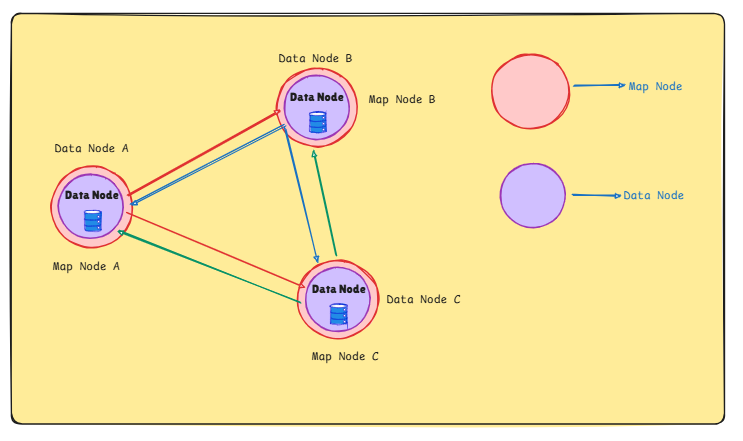 Data Node B
Data Node
Map Node B
Map Node
Data Node A
Data Node
Map Node A
Data Node
Data Node
Data Node C
Map Node C